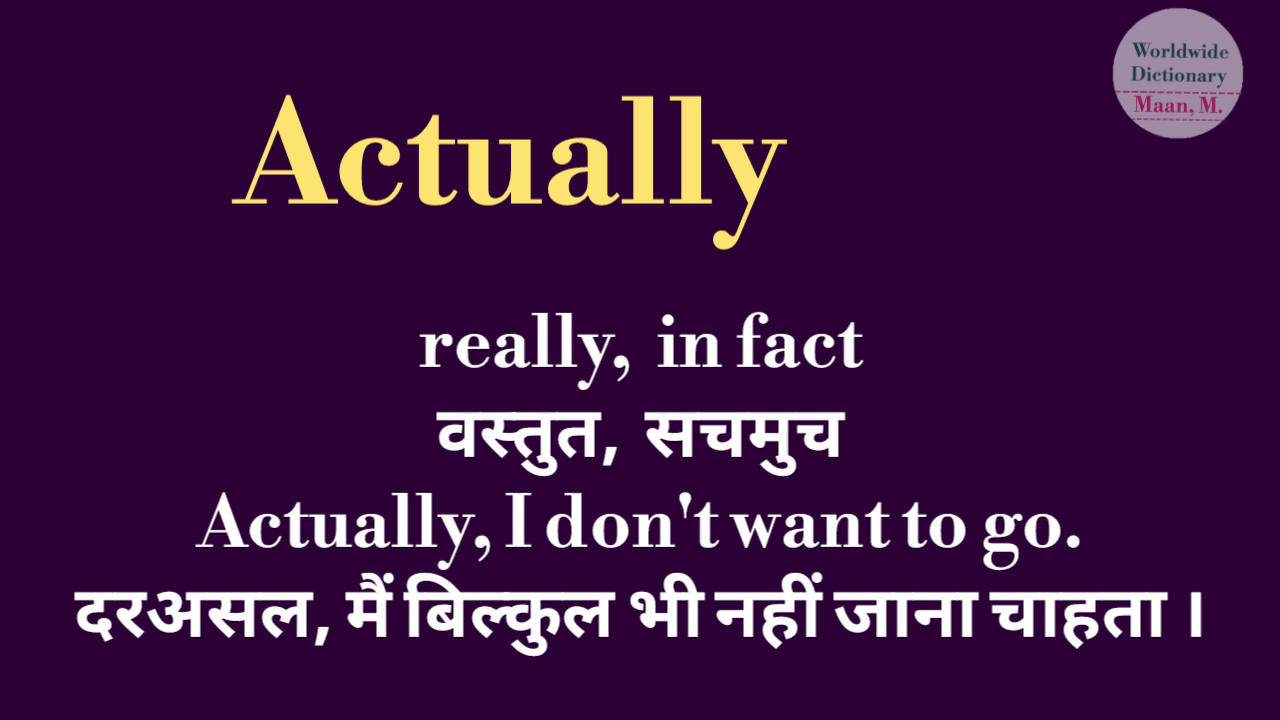 Worldwide
Dictionary
Maan, M.
Actually
really, in fact
वस्तुत, सचमुच
Actually, I don't want to go.
दरअसल, मैं बिल्कुल भी नहीं जाना चाहता ।